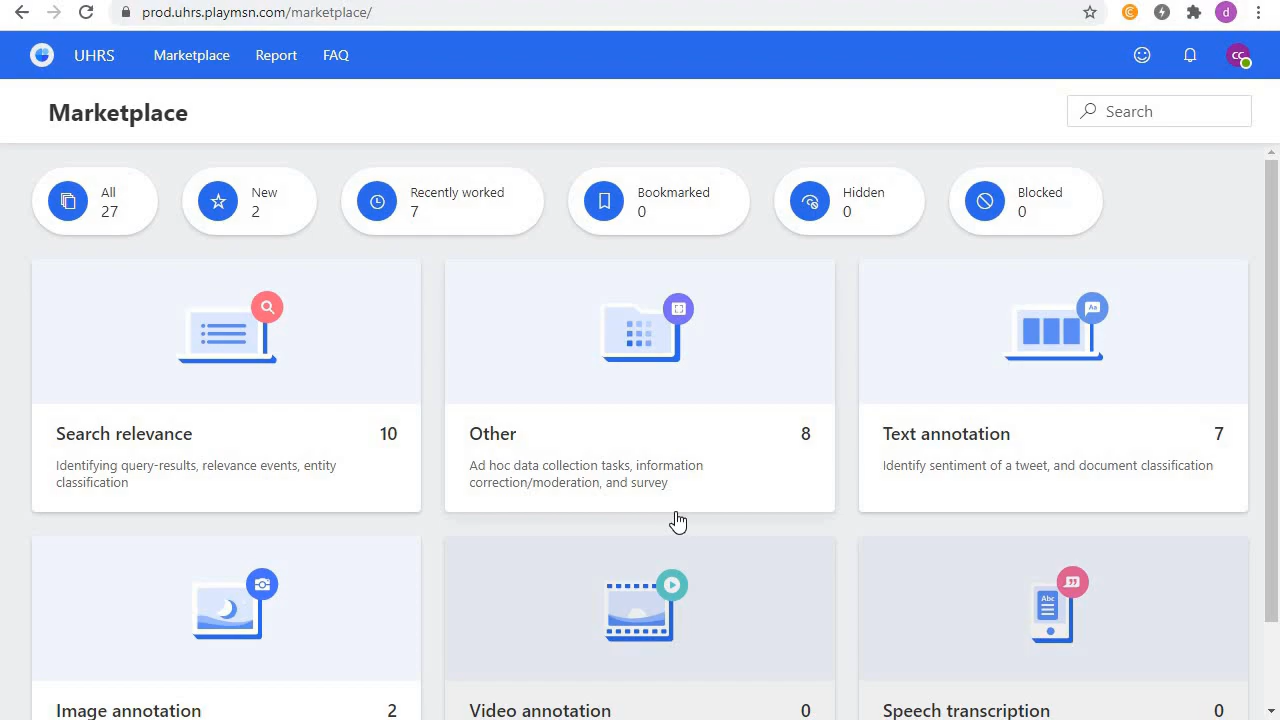 prod.uhrs.playmsn.com/marketplace/
d
UHRS Marketplace Report FAQ
CC
Marketplace
Search
All
27
New
2
Recently worked
7
Bookmarked
0
Hidden
0
Blocked
0
Search relevance 10
Identifying query-results, relevance events, entity
classification
Other 8
Ad hoc data collection tasks, information
correction/moderation, and survey
Aa
Text annotation 7
Identify sentiment of a tweet, and document classification
Image annotation 2
Video annotation 0
Abc
Speech transcription 0